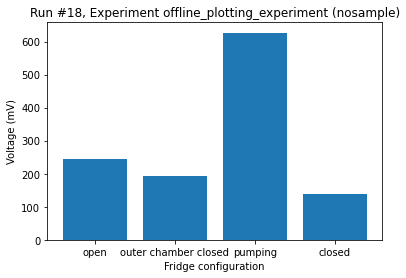 Run #18, Experiment offline_plotting_experiment (nosample)
600
500
400
300
200
100
0
Voltage (mV)
open outer chamber closed pumping closed
Fridge configuration